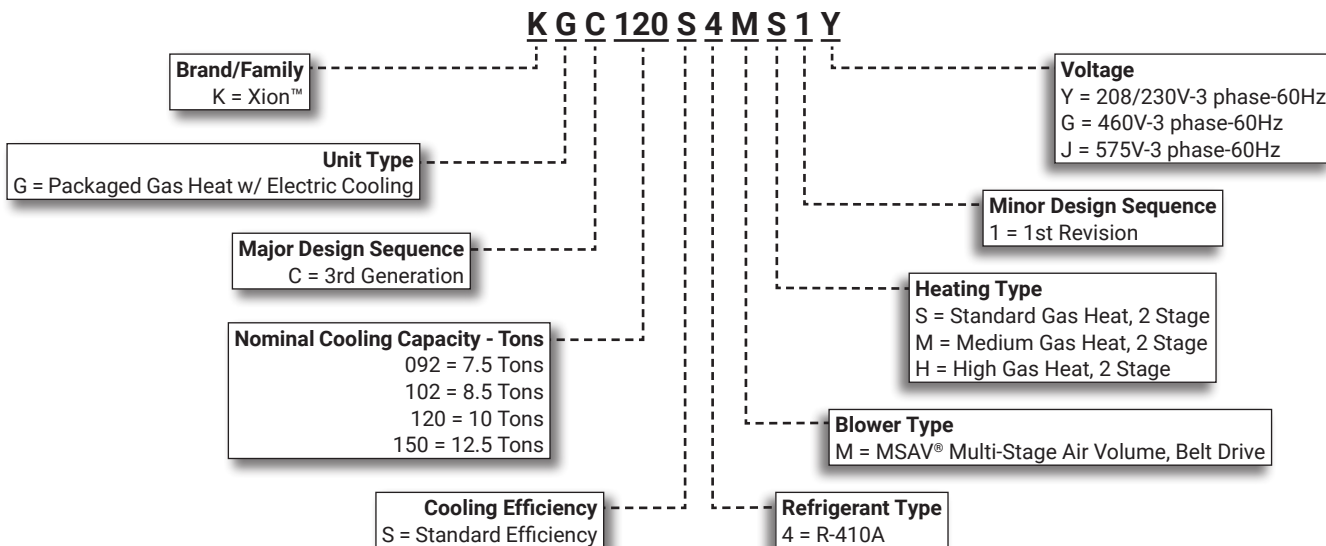 K G C 120 S 4 M S 1 Y
Brand/Family
K = Xion™
Voltage
Y = 208/230V-3 phase-60Hz
G = 460V-3 phase-60Hz
J = 575V-3 phase-60Hz
Unit Type
G = Packaged Gas Heat w/ Electric Cooling
Minor Design Sequence
1 = 1st Revision
Major Design Sequence
C = 3rd Generation
Heating Type
S = Standard Gas Heat, 2 Stage
M = Medium Gas Heat, 2 Stage
H = High Gas Heat, 2 Stage
Nominal Cooling Capacity - Tons
092 = 7.5 Tons
102 = 8.5 Tons
120 = 10 Tons
150 = 12.5 Tons
Blower Type
M = MSAV® Multi-Stage Air Volume, Belt Drive
Cooling Efficiency
S = Standard Efficiency
Refrigerant Type
4 = R-410A